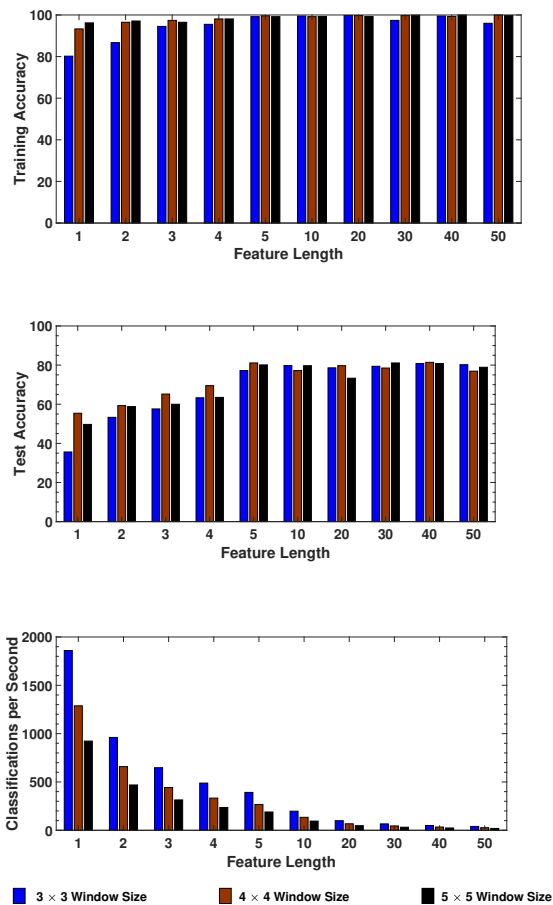 100
80
60
40
20
0
Training Accuracy
1 2 3 4 5 10 20 30 40 50
Feature Length
100
80
60
40
20
0
Test Accuracy
1 2 3 4 5 10 20 30 40 50
Feature Length
2000
1500
1000
500
0
Classifications per Second
1 2 3 4 5 10 20 30 40 50
Feature Length
3 × 3 Window Size 4 × 4 Window Size 5 × 5 Window Size